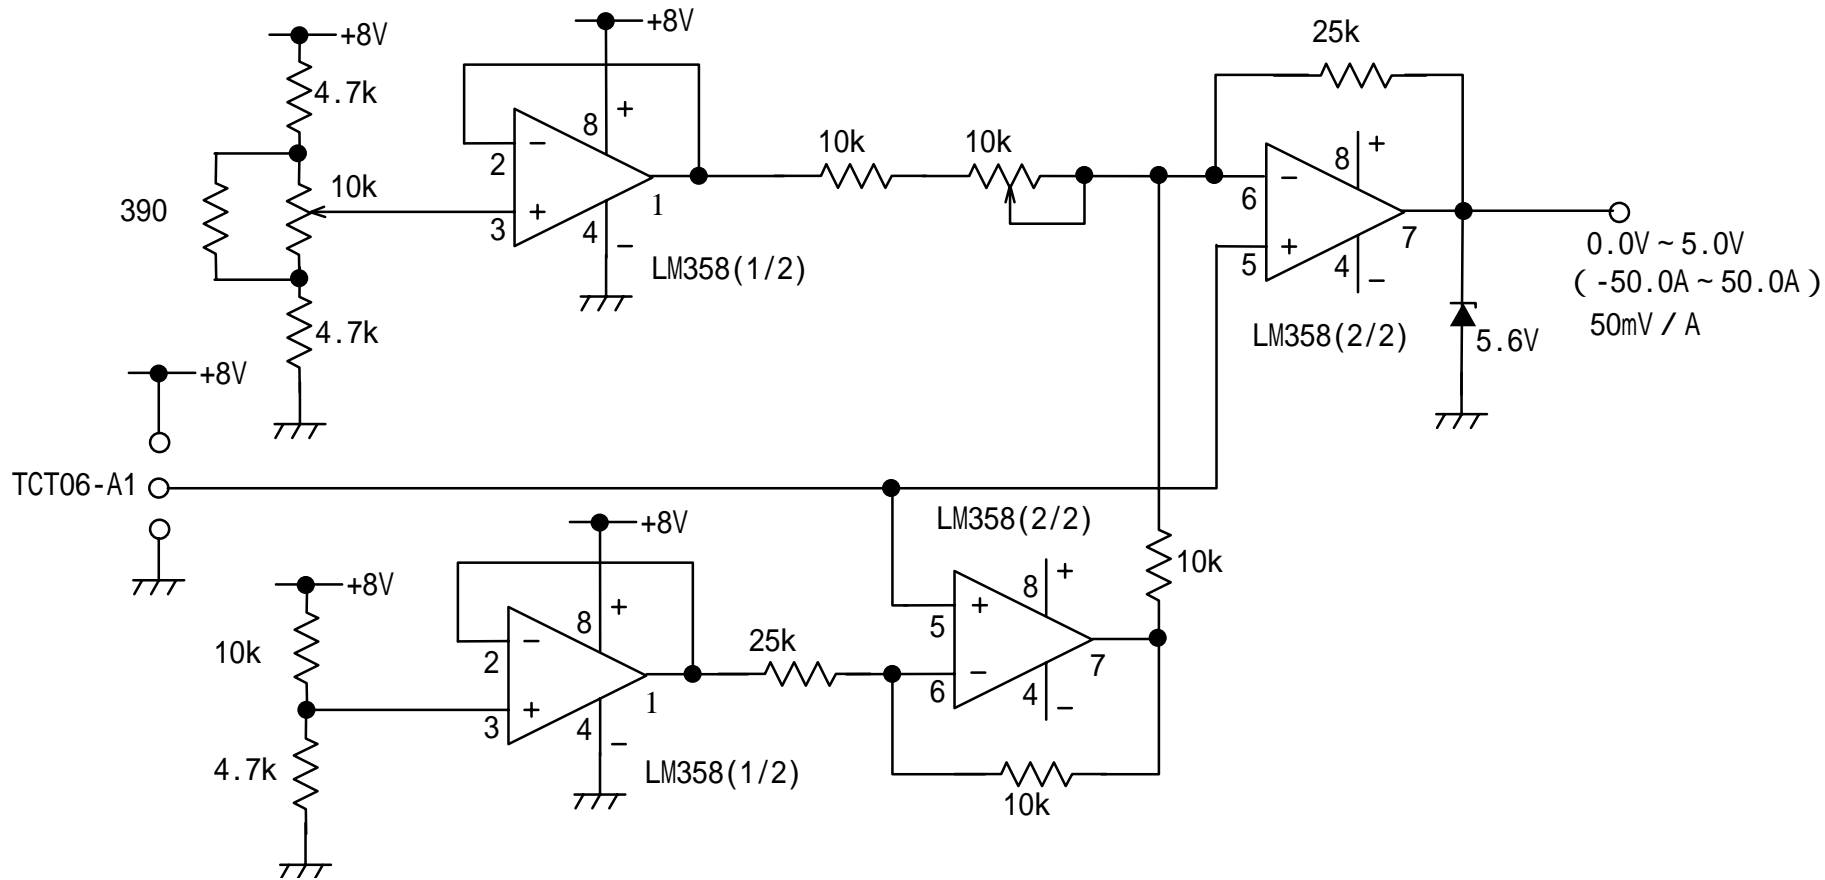 +8V
4.7k
390
10k
4.7k
+8V
+
8
−
2
+
3
4
−
1
LM358(1/2)
10k
10k
25k
+
8
−
6
+
5
4
−
7
LM358(2/2)
5.6V
0.0V ~ 5.0V
( -50.0A ~ 50.0A )
50mV / A
+8V
TCT06-A1
+8V
10k
4.7k
+8V
+
8
−
2
+
3
4
−
1
LM358(1/2)
25k
LM358(2/2)
+
8
+
5
−
6
4
−
7
10k
10k